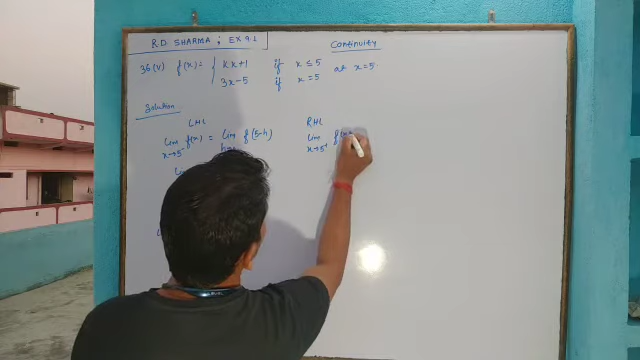 RD SHARMA ; EX 9.1
Continuity
36(v) f(x) = { kx+1 if x ≤ 5 at x=5
3x-5 if x = 5
Solution
LHL
RHL
lim f(x) = lim f(5-h)
x→5⁻ h→
lim f(x
x→5⁺